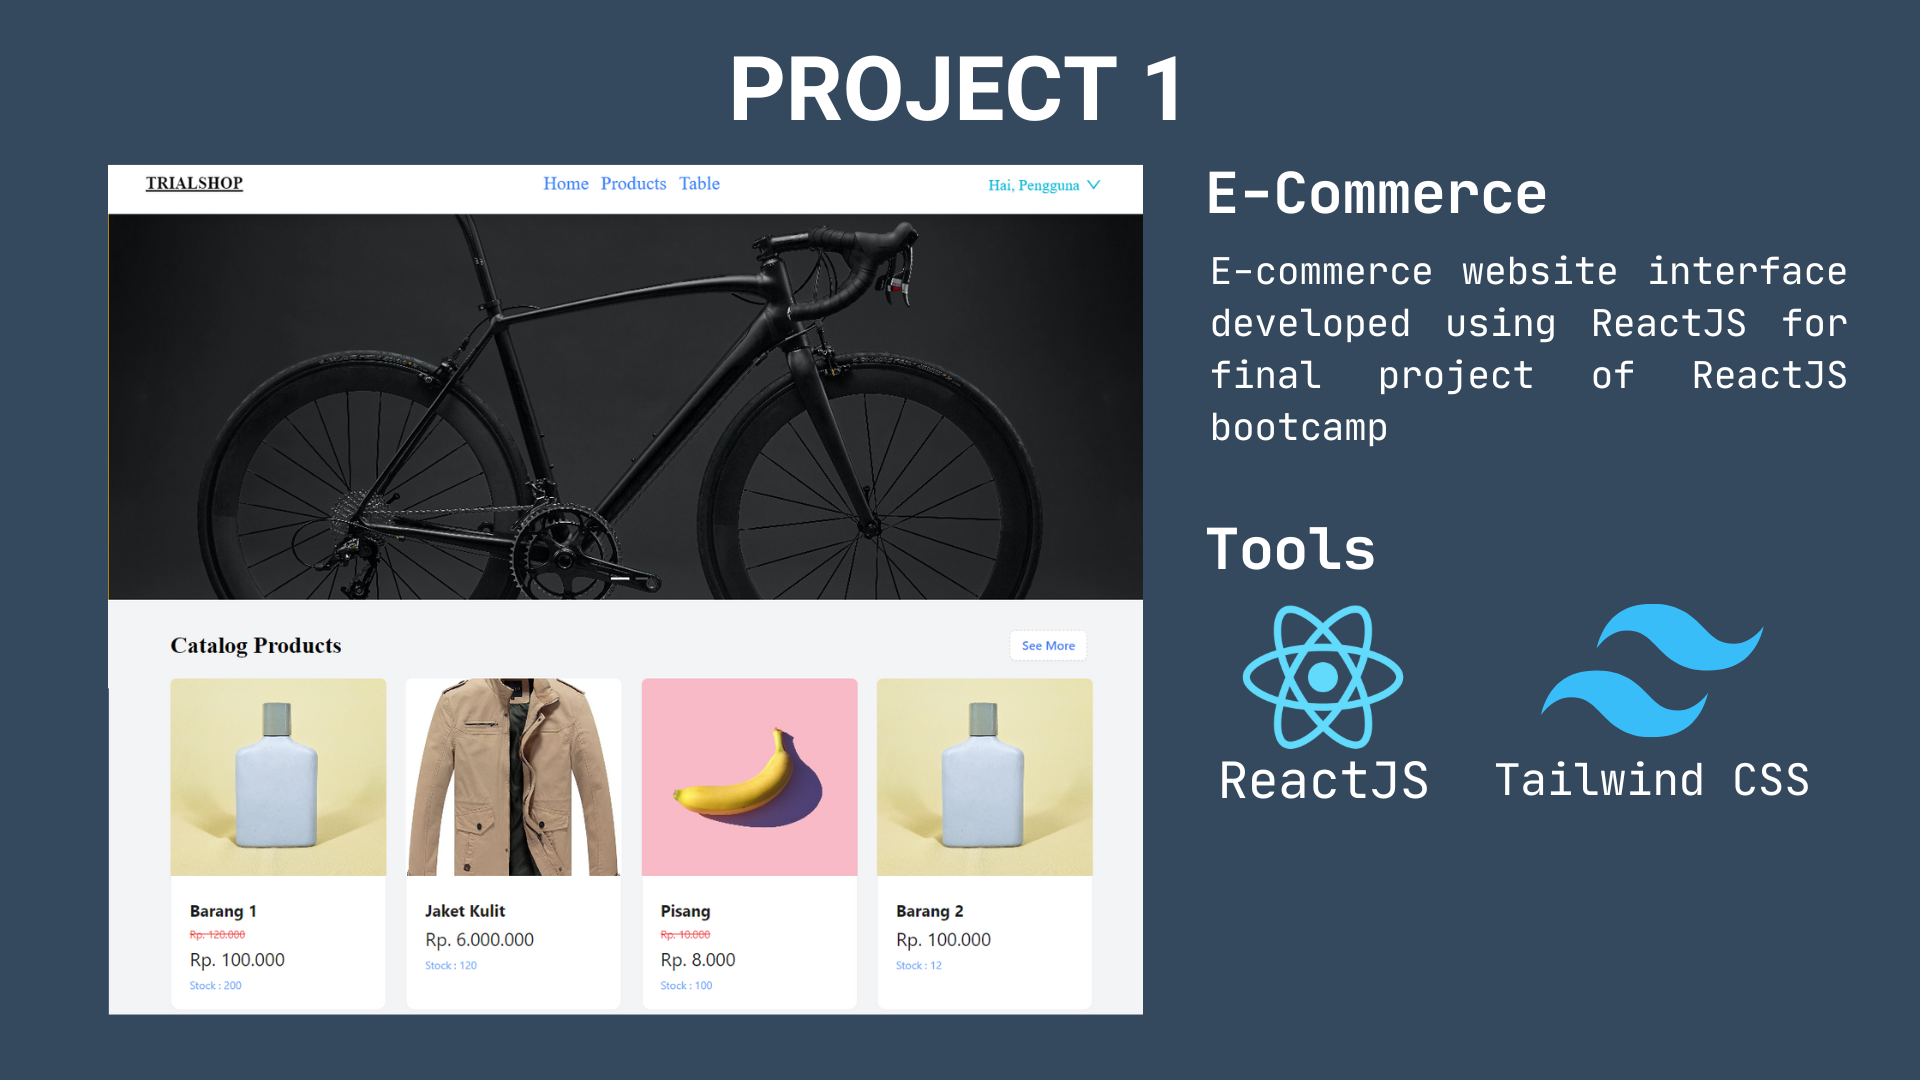 PROJECT 1
TRIALSHOP
Home Products Table
Hai, Pengguna
Catalog Products
See More
Barang 1
Rp. 120.000
Rp. 100.000
Stock : 200
Jaket Kulit
Rp. 6.000.000
Stock : 120
Pisang
Rp. 10.000
Rp. 8.000
Stock : 100
Barang 2
Rp. 100.000
Stock : 12
E-Commerce
E-commerce website interface
developed using ReactJS for
final project of ReactJS
bootcamp
Tools
ReactJS
Tailwind CSS